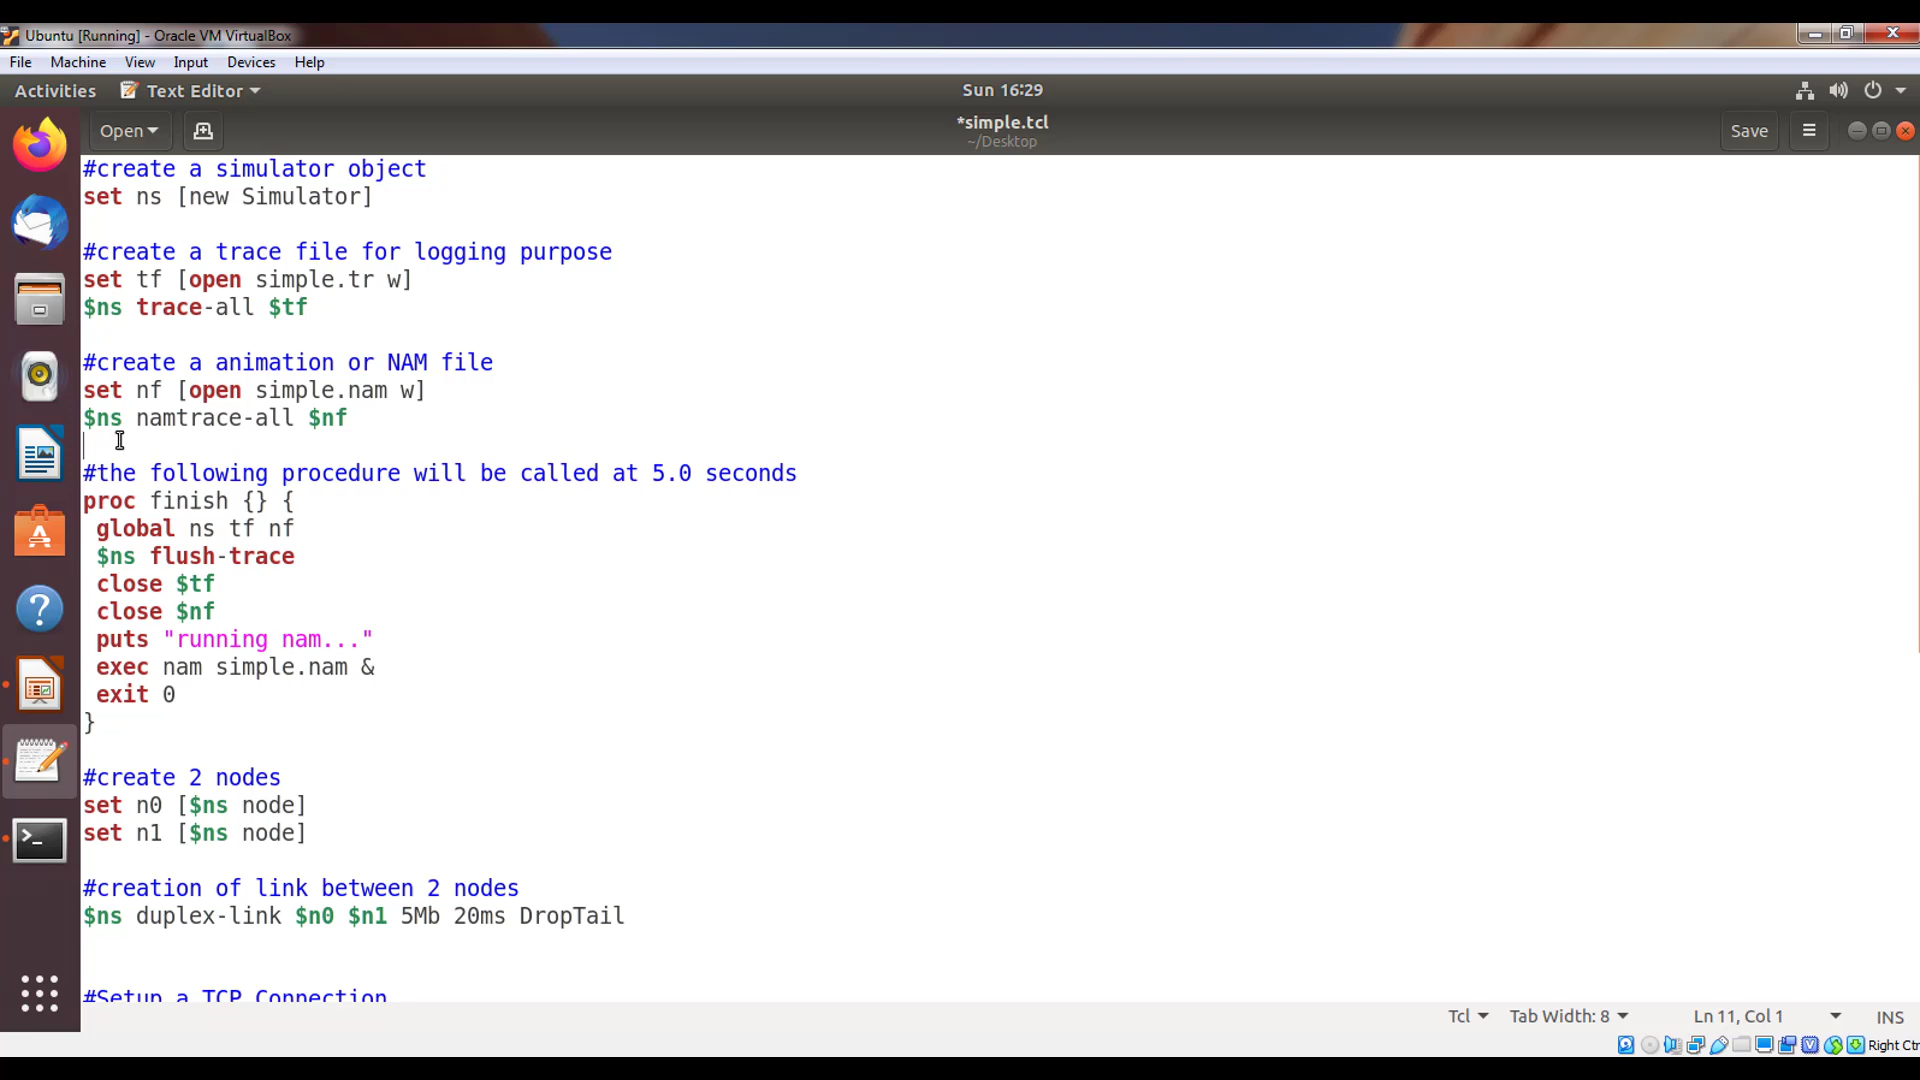 Ubuntu [Running] - Oracle VM VirtualBox
File Machine View Input Devices Help
Activities Text Editor Sun 16:29
Open *simple.tcl Save
~/Desktop
#create a simulator object
set ns [new Simulator]
#create a trace file for logging purpose
set tf [open simple.tr w]
$ns trace-all $tf
#create a animation or NAM file
set nf [open simple.nam w]
$ns namtrace-all $nf
#the following procedure will be called at 5.0 seconds
proc finish {} {
global ns tf nf
$ns flush-trace
close $tf
close $nf
puts "running nam..."
exec nam simple.nam &
exit 0
}
#create 2 nodes
set n0 [$ns node]
set n1 [$ns node]
#creation of link between 2 nodes
$ns duplex-link $n0 $n1 5Mb 20ms DropTail
#Setup a TCP Connection
Tcl Tab Width: 8 Ln 11, Col 1 INS
Right Ctr